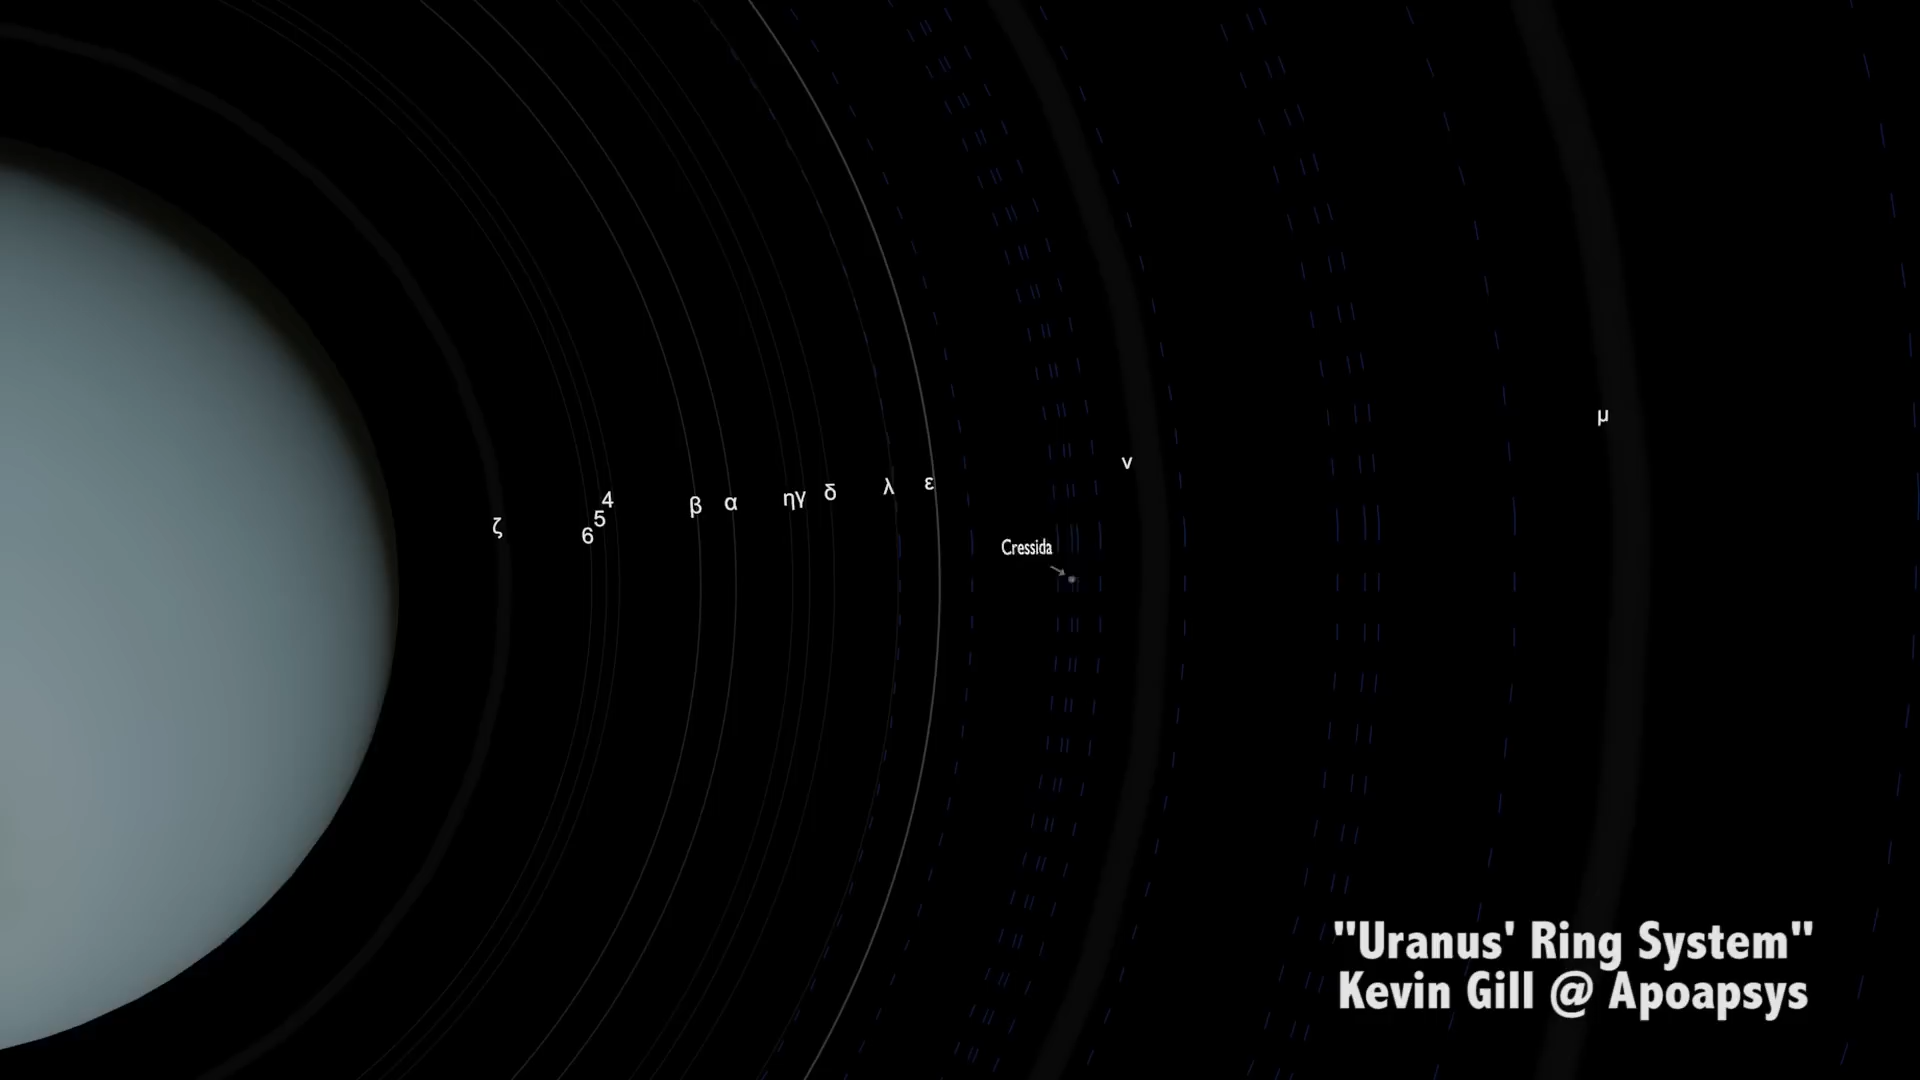 μ
ν
ε
λ
δ
ηγ
α
β
4
5
6
ζ
Cressida
"Uranus' Ring System"
Kevin Gill @ Apoapsys